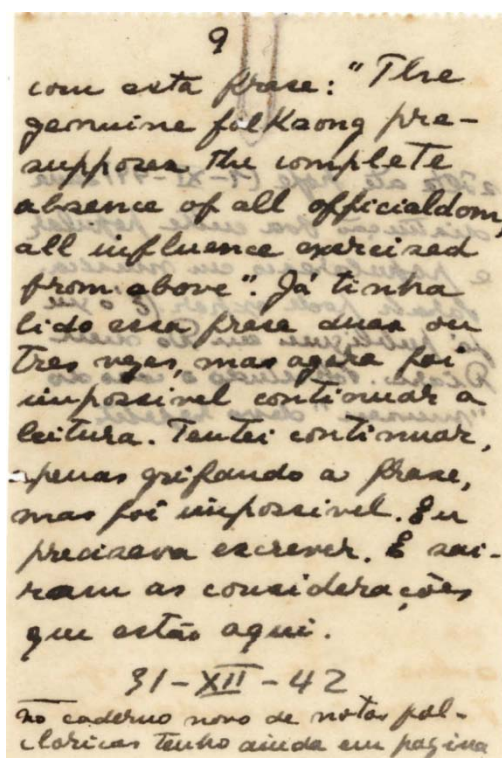 9
com esta frase: "The
genuine folksong pre-
supposes the complete
absence of all officialdom,
all influence exercised
from above". Já tinha
lido essa frase duas ou
tres vezes, mas agora foi
impossivel continuar a
leitura. Tentei continuar,
apenas grifando a frase,
mas foi impossivel. Eu
precisava escrever. E sai-
ram as considerações
que estão aqui.
31-XII-42
No caderno novo de notas fol-
cloricas tenho ainda em pagina